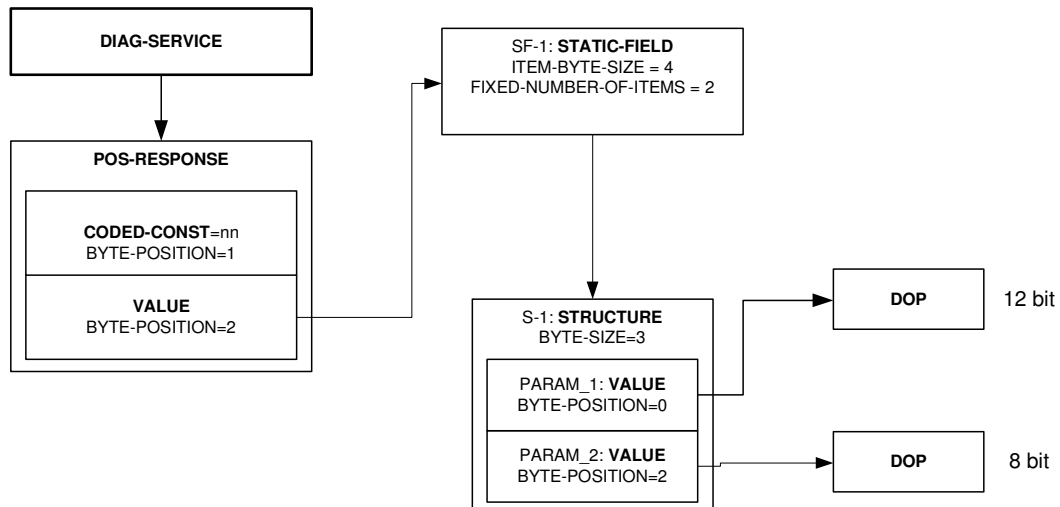 DIAG-SERVICE
POS-RESPONSE
CODED-CONST=nn
BYTE-POSITION=1
VALUE
BYTE-POSITION=2
SF-1: STATIC-FIELD
ITEM-BYTE-SIZE = 4
FIXED-NUMBER-OF-ITEMS = 2
S-1: STRUCTURE
BYTE-SIZE=3
PARAM_1: VALUE
BYTE-POSITION=0
PARAM_2: VALUE
BYTE-POSITION=2
DOP
12 bit
DOP
8 bit